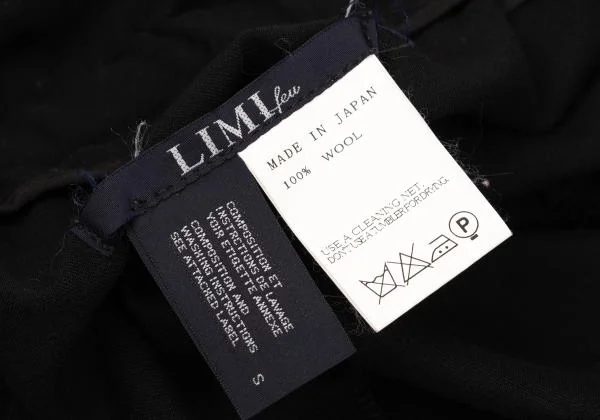 LIMI feu
MADE IN JAPAN
100% WOOL
USE A CLEANING NET.
DON'T USE A TUMBLER FOR DRYING.
P
COMPOSITION ET
INSTRUCTIONS DE LAVAGE
VOIR ETIQUETTE ANNEXE
COMPOSITION AND
WASHING INSTRUCTIONS
SEE ATTACHED LABEL
S